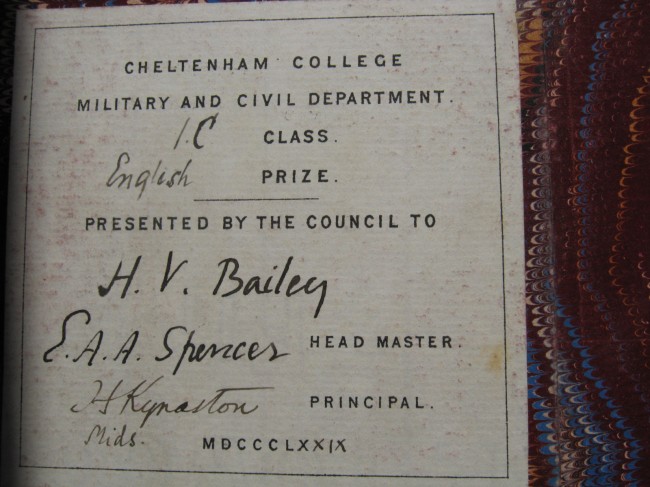 CHELTENHAM COLLEGE
MILITARY AND CIVIL DEPARTMENT.
1.C CLASS.
English PRIZE.
PRESENTED BY THE COUNCIL TO
H. V. Bailey
E. A. A. Spencer HEAD MASTER.
H Kynaston PRINCIPAL.
Mids. MDCCCLXXIX